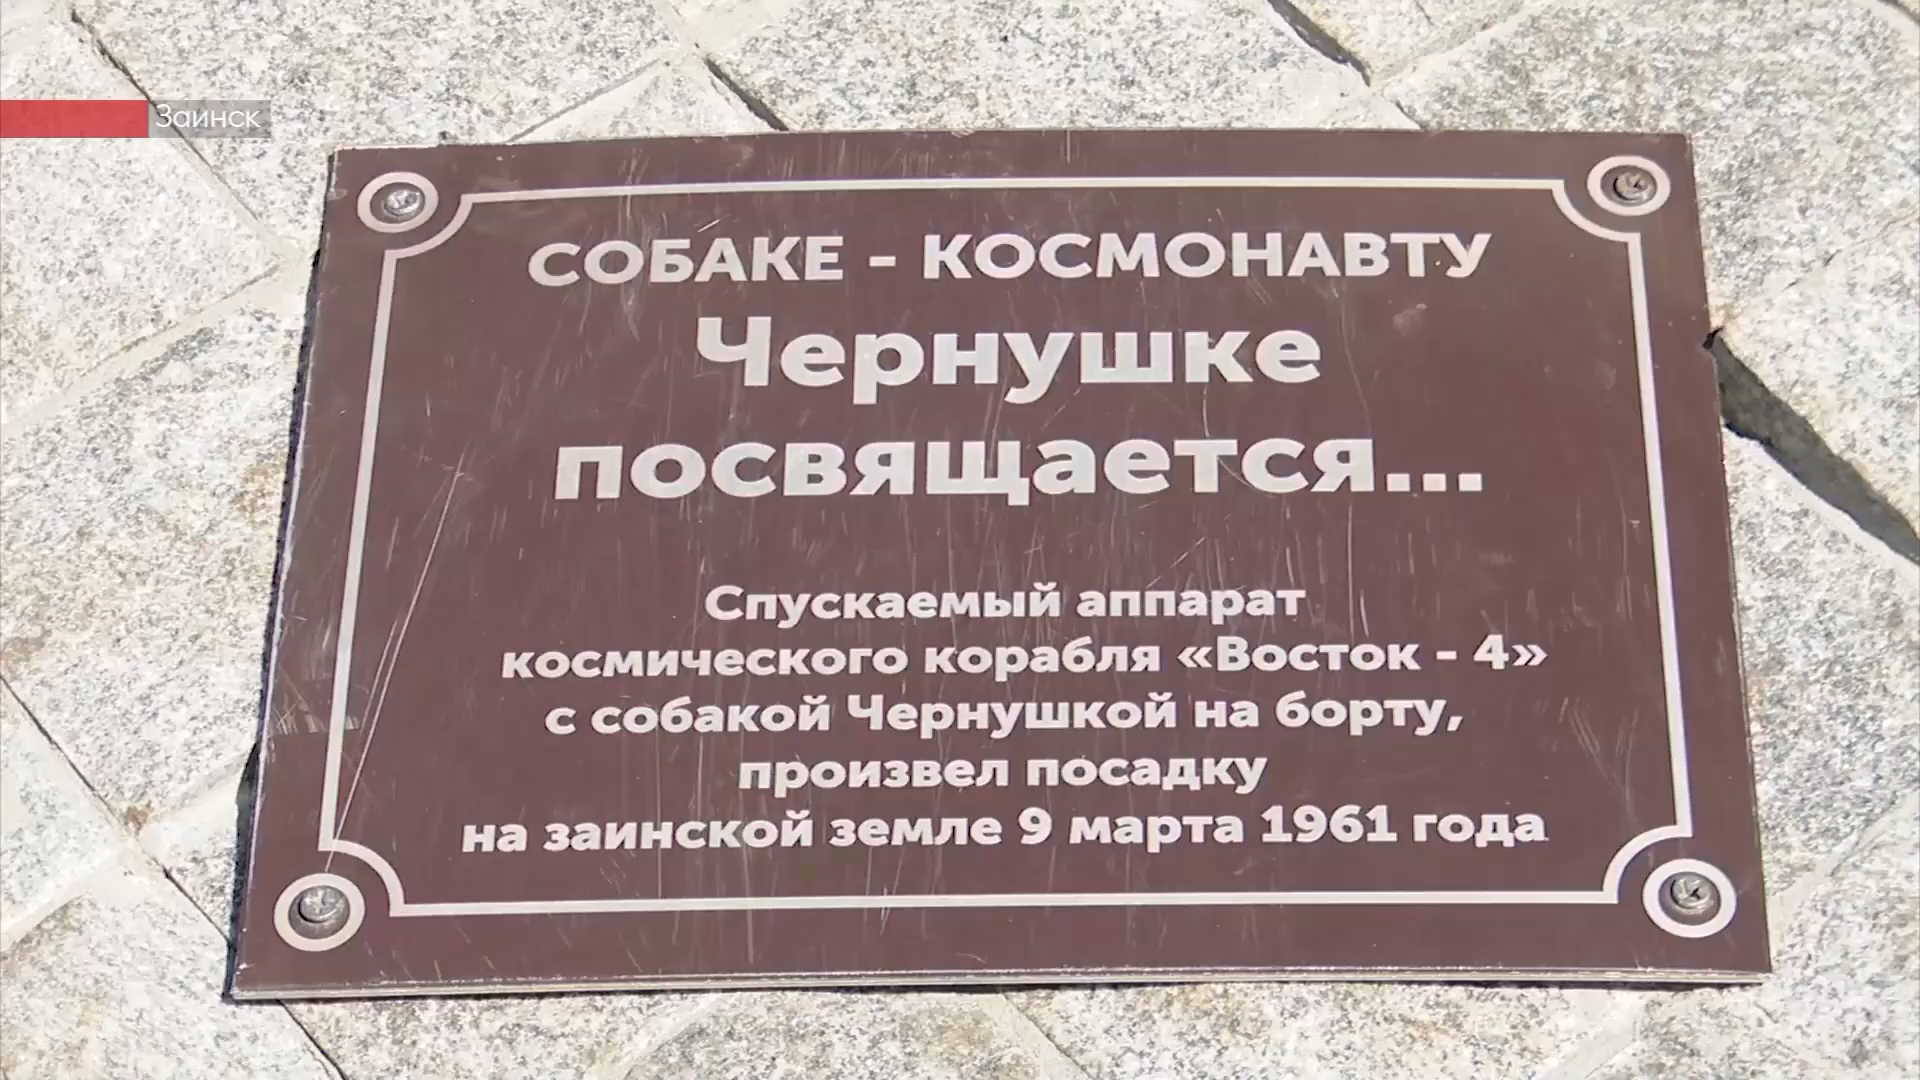 Заинск
СОБАКЕ - КОСМОНАВТУ
Чернушке
посвящается...
Спускаемый аппарат
космического корабля «Восток - 4»
с собакой Чернушкой на борту,
произвел посадку
на заинской земле 9 марта 1961 года